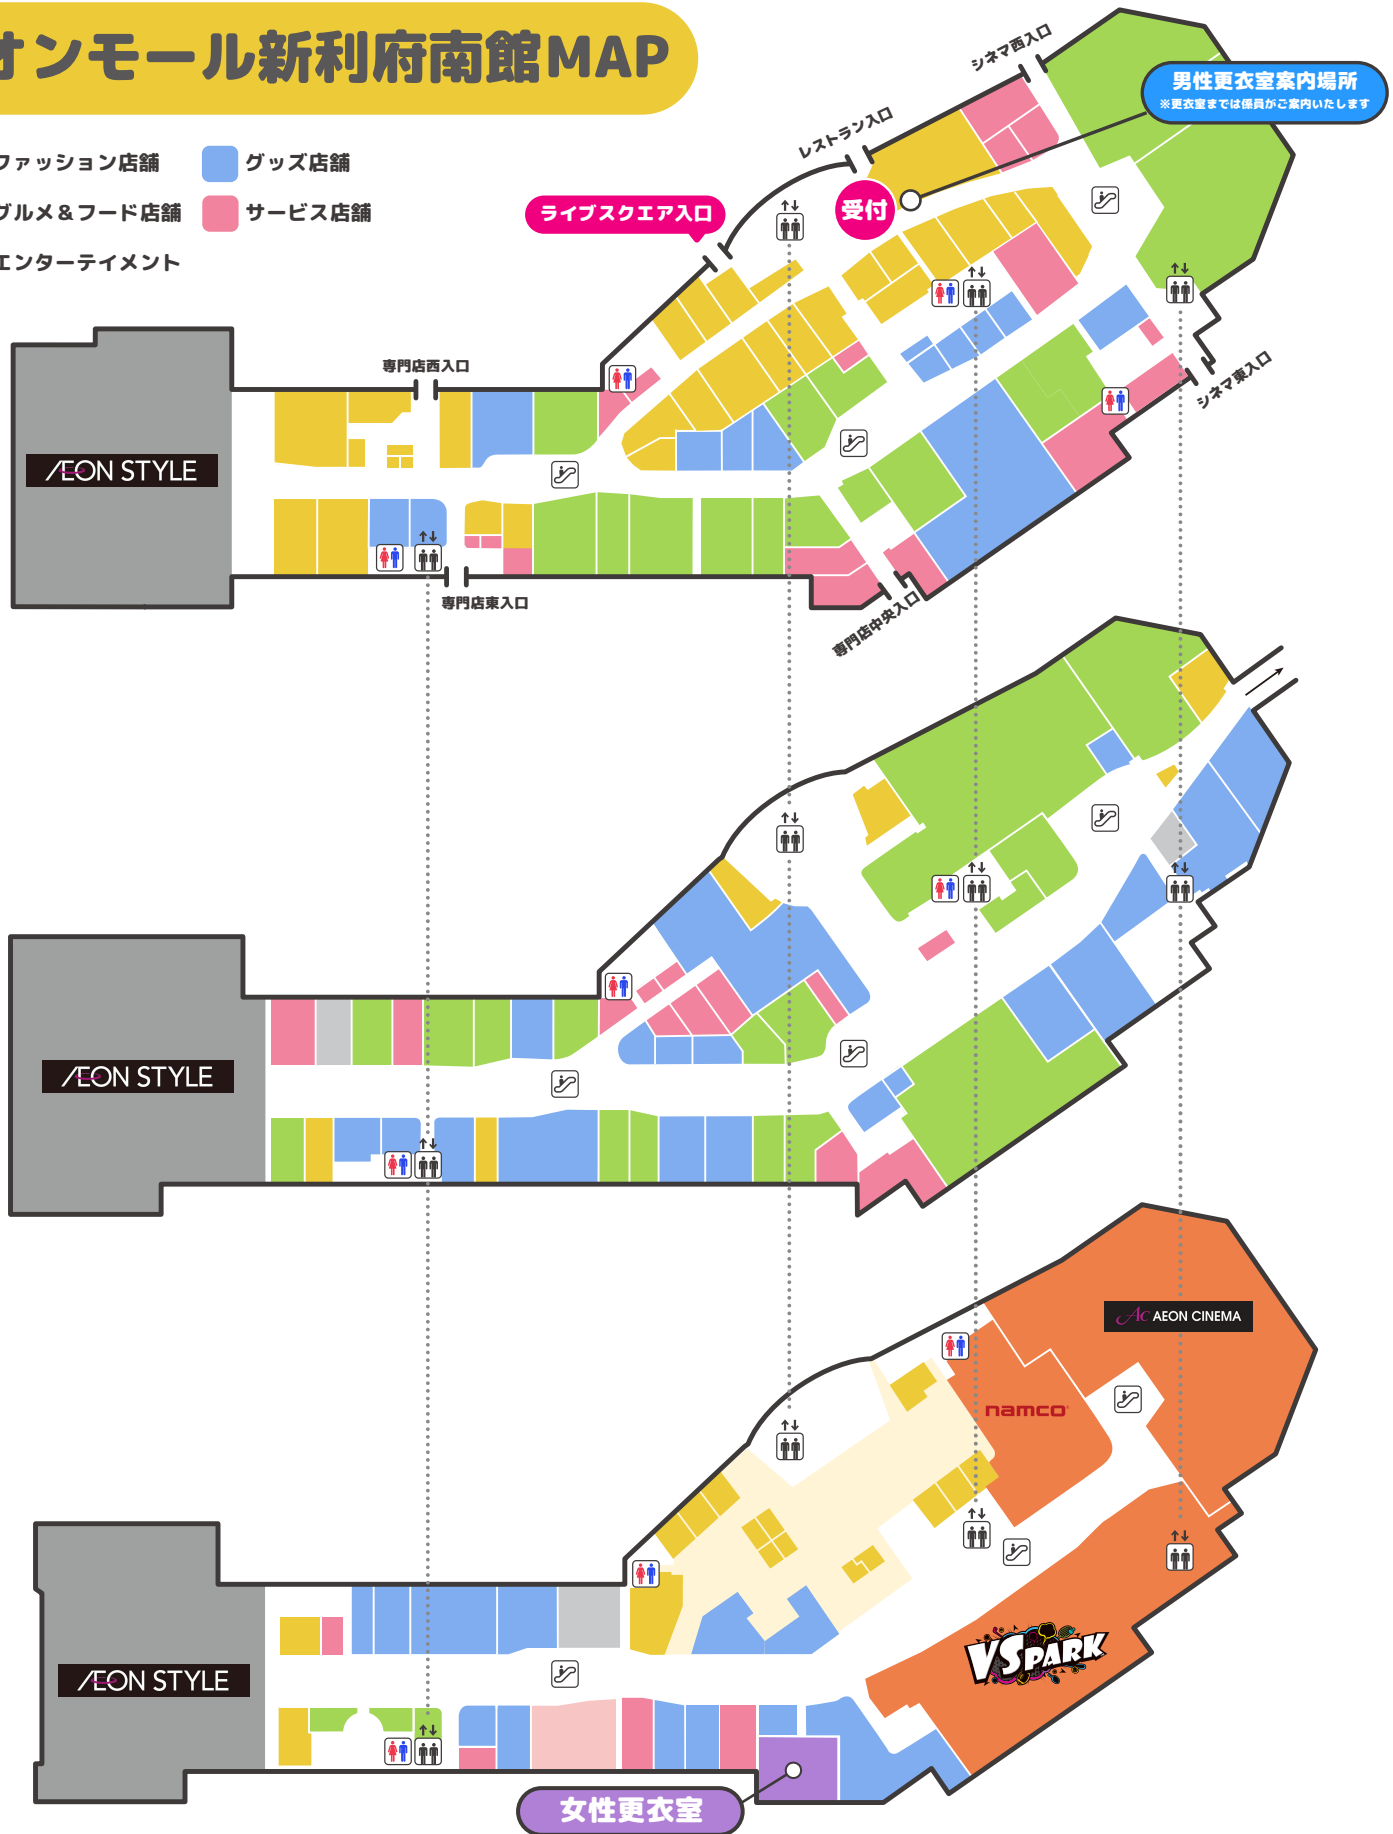 オンモール新利府南館MAP
ファッション店舗
グッズ店舗
グルメ＆フード店舗
サービス店舗
エンターテイメント
シネマ西入口
男性更衣室案内場所
※更衣室までは係員がご案内いたします
レストラン入口
ライブスクエア入口
受付
専門店西入口
シネマ東入口
AEON STYLE
専門店東入口
専門店中央入口
AEON STYLE
Ac AEON CINEMA
namco
VSPARK
AEON STYLE
女性更衣室